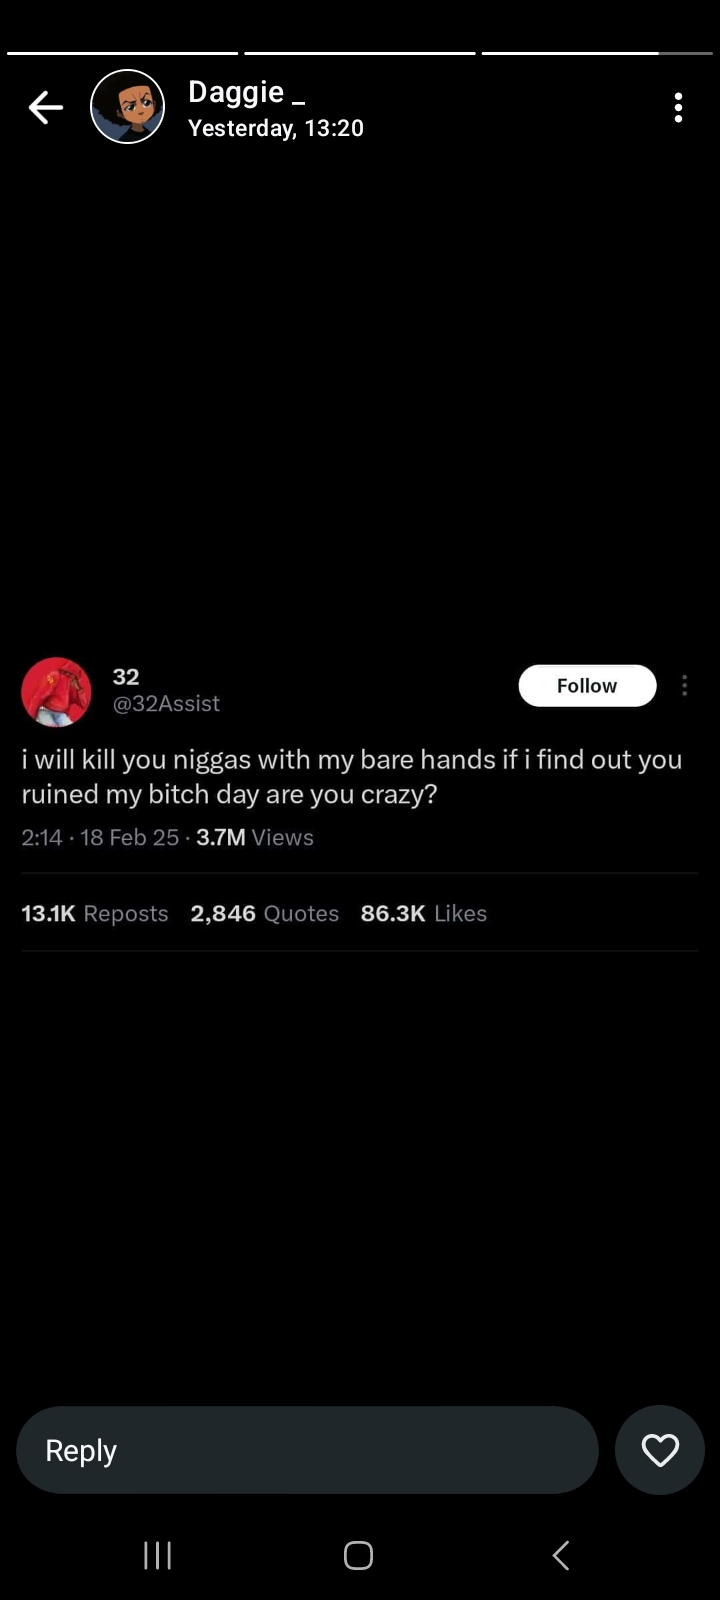 Daggie _
Yesterday, 13:20
32
@32Assist
Follow
i will kill you niggas with my bare hands if i find out you
ruined my bitch day are you crazy?
2:14 · 18 Feb 25 · 3.7M Views
13.1K Reposts 2,846 Quotes 86.3K Likes
Reply